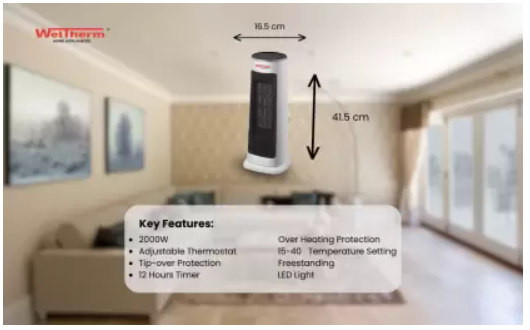 16.5 cm
WelTherm
HOME APPLIANCES
41.5 cm
Key Features:
• 2000W
• Adjustable Thermostat
• Tip-over Protection
• 12 Hours Timer
Over Heating Protection
15-40 Temperature Setting
Freestanding
LED Light